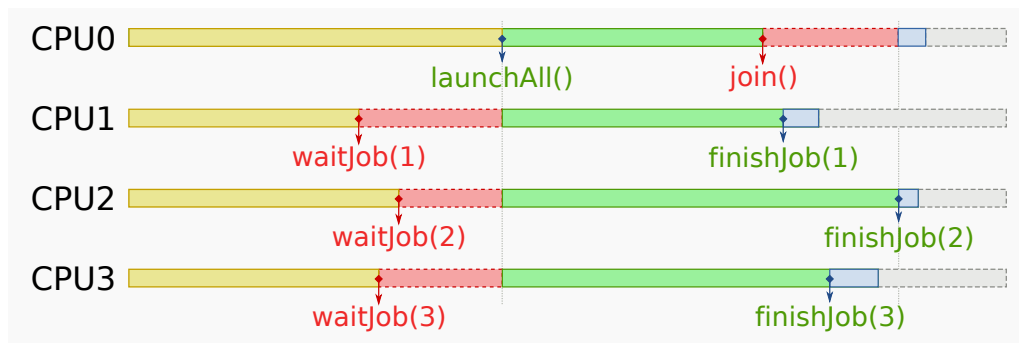 CPU0
launchAll()
join()
CPU1
waitJob(1)
finishJob(1)
CPU2
waitJob(2)
finishJob(2)
CPU3
waitJob(3)
finishJob(3)